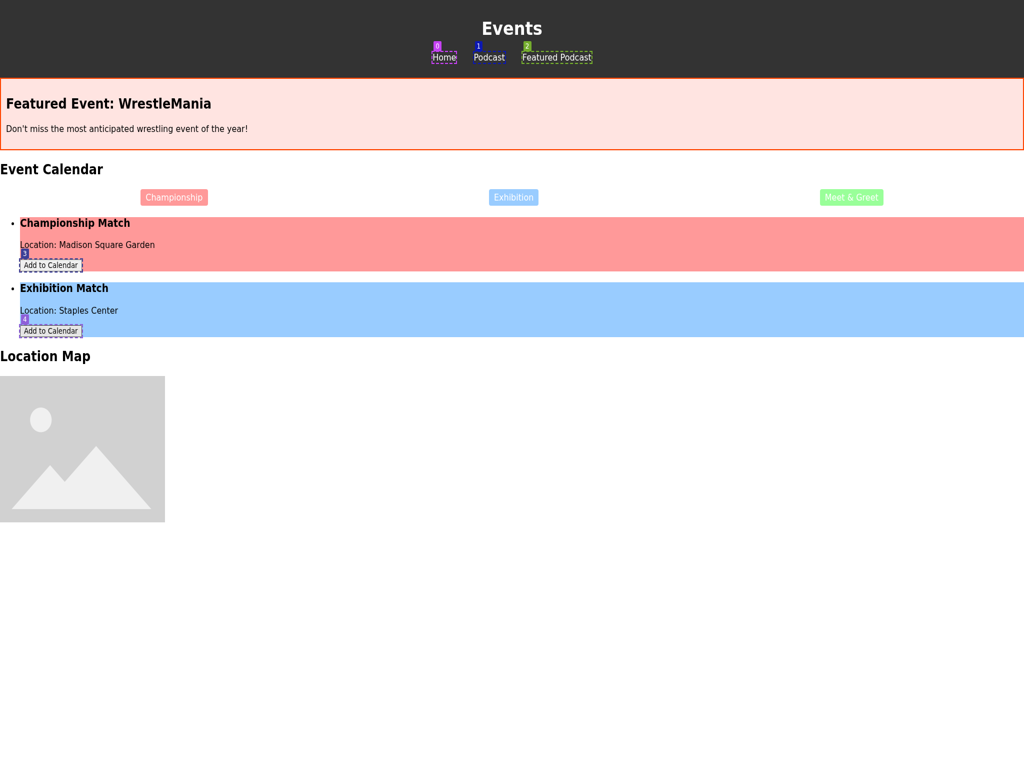 Events
0 1 2
Home Podcast Featured Podcast
Featured Event: WrestleMania
Don't miss the most anticipated wrestling event of the year!
Event Calendar
Championship Exhibition Meet & Greet
Championship Match
Location: Madison Square Garden
3
Add to Calendar
Exhibition Match
Location: Staples Center
4
Add to Calendar
Location Map